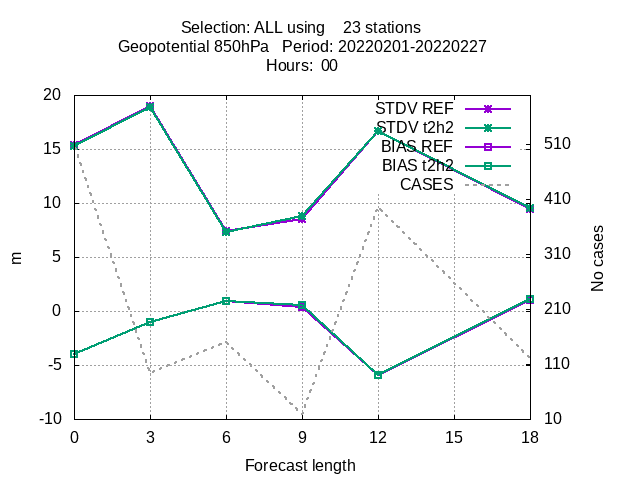 Selection: ALL using    23 stations
Geopotential 850hPa   Period: 20220201-20220227
Hours:  00
STDV REF
STDV t2h2
BIAS REF
BIAS t2h2
CASES
20
15
10
5
0
-5
-10
m
510
410
310
210
110
10
No cases
0 3 6 9 12 15 18
Forecast length